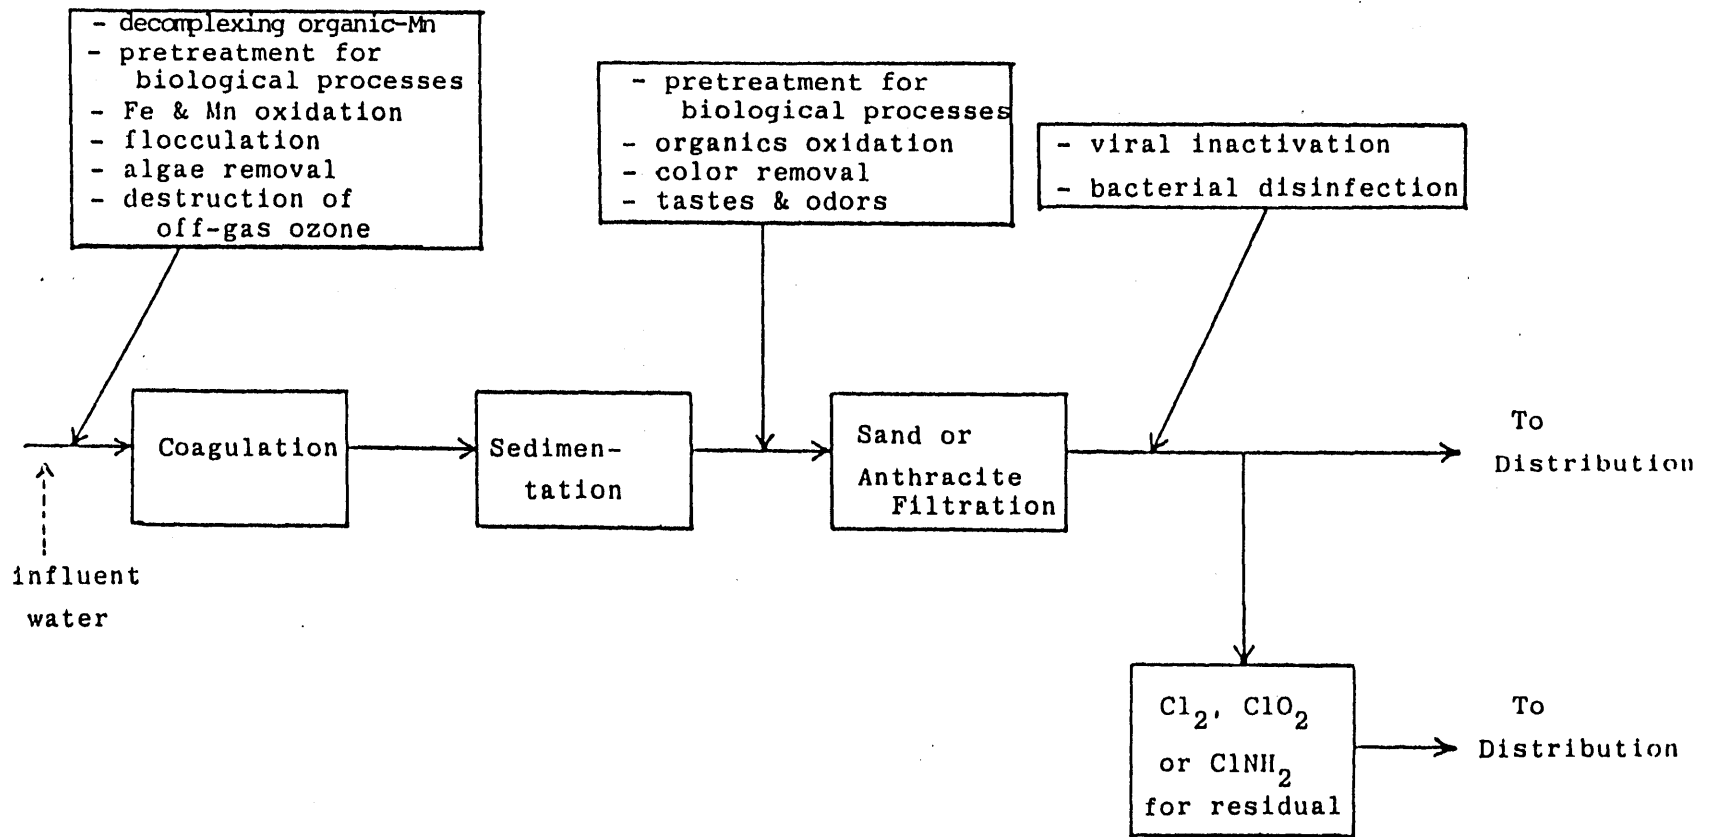 - decomplexing organic-Mn
- pretreatment for
biological processes
- Fe & Mn oxidation
- flocculation
- algae removal
- destruction of
off-gas ozone
- pretreatment for
biological processes
- organics oxidation
- color removal
- tastes & odors
- viral inactivation
- bacterial disinfection
Coagulation
Sedimen-
tation
Sand or
Anthracite
Filtration
To
Distribution
influent
water
Cl2, ClO2
or ClNH2
for residual
To
Distribution